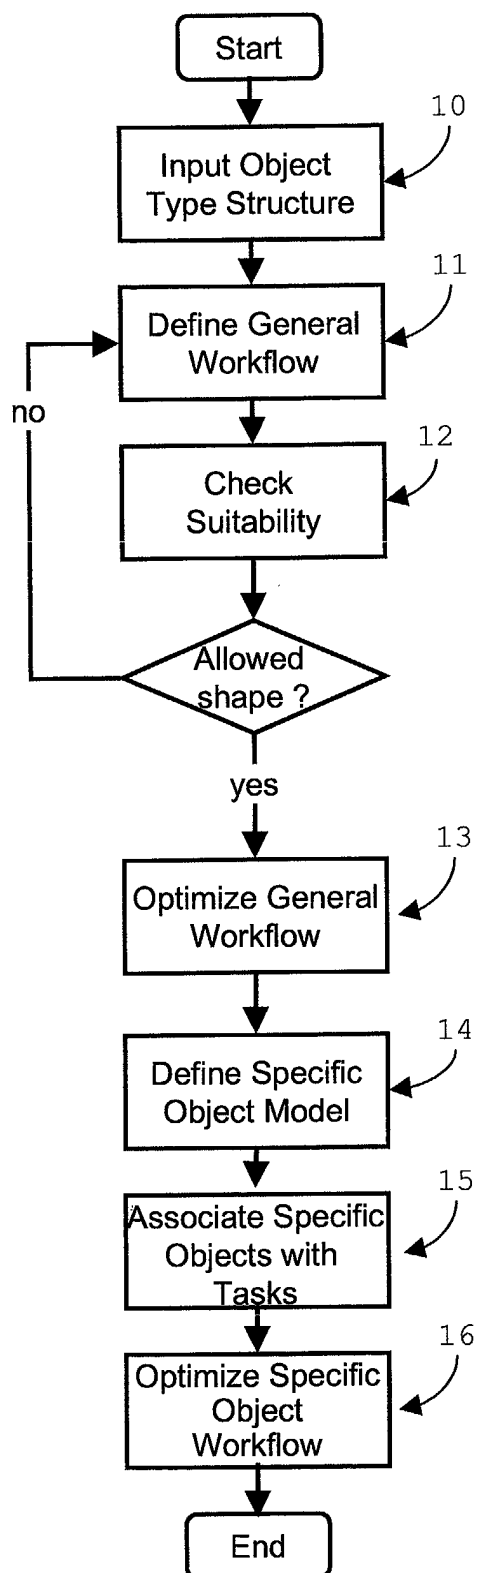 Start
10
Input Object
Type Structure
11
Define General
Workflow
no
12
Check
Suitability
Allowed
shape ?
yes
13
Optimize General
Workflow
14
Define Specific
Object Model
15
Associate Specific
Objects with
Tasks
16
Optimize Specific
Object
Workflow
End